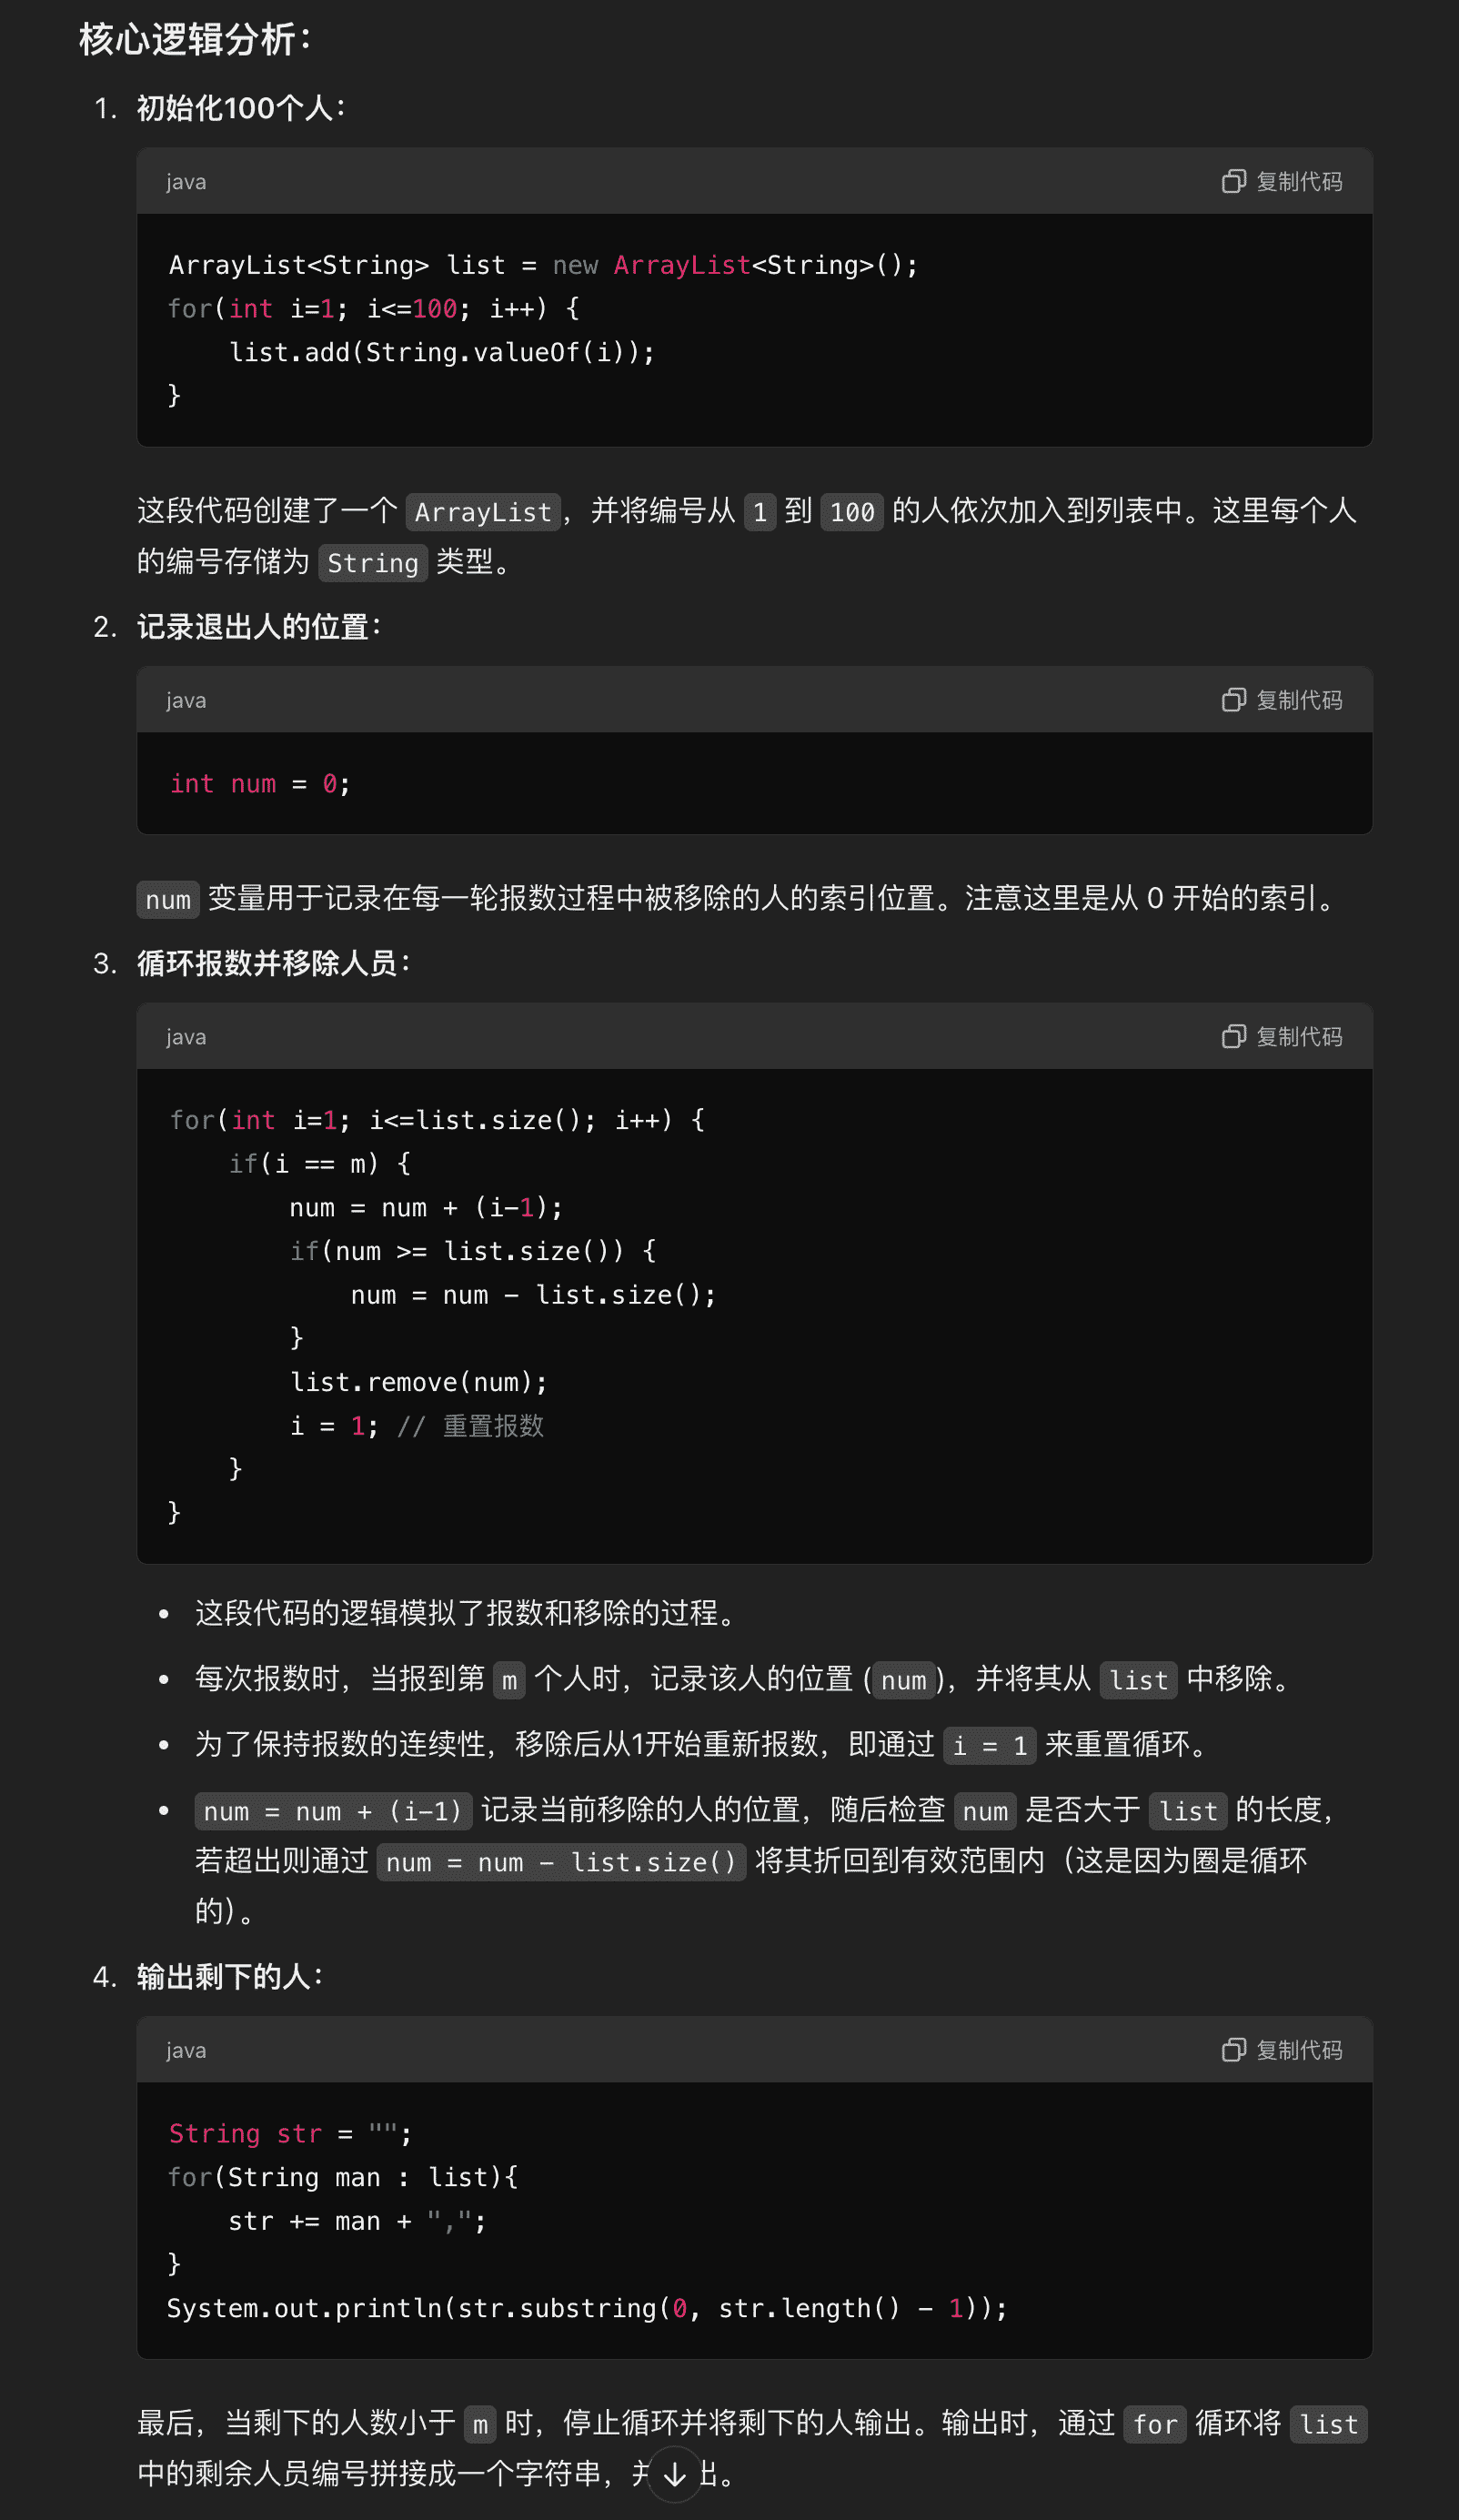 核心逻辑分析：
1. 初始化100个人：
java 复制代码
ArrayList<String> list = new ArrayList<String>();
for(int i=1; i<=100; i++) {
    list.add(String.valueOf(i));
}
这段代码创建了一个 ArrayList，并将编号从 1 到 100 的人依次加入到列表中。这里每个人
的编号存储为 String 类型。
2. 记录退出人的位置：
java 复制代码
int num = 0;
num 变量用于记录在每一轮报数过程中被移除的人的索引位置。注意这里是从 0 开始的索引。
3. 循环报数并移除人员：
java 复制代码
for(int i=1; i<=list.size(); i++) {
    if(i == m) {
        num = num + (i-1);
        if(num >= list.size()) {
            num = num - list.size();
        }
        list.remove(num);
        i = 1; // 重置报数
    }
}
• 这段代码的逻辑模拟了报数和移除的过程。
• 每次报数时，当报到第 m 个人时，记录该人的位置 (num)，并将其从 list 中移除。
• 为了保持报数的连续性，移除后从1开始重新报数，即通过 i = 1 来重置循环。
• num = num + (i-1) 记录当前移除的人的位置，随后检查 num 是否大于 list 的长度，
若超出则通过 num = num - list.size() 将其折回到有效范围内（这是因为圈是循环
的）。
4. 输出剩下的人：
java 复制代码
String str = "";
for(String man : list){
    str += man + ",";
}
System.out.println(str.substring(0, str.length() - 1));
最后，当剩下的人数小于 m 时，停止循环并将剩下的人输出。输出时，通过 for 循环将 list
中的剩余人员编号拼接成一个字符串，出。